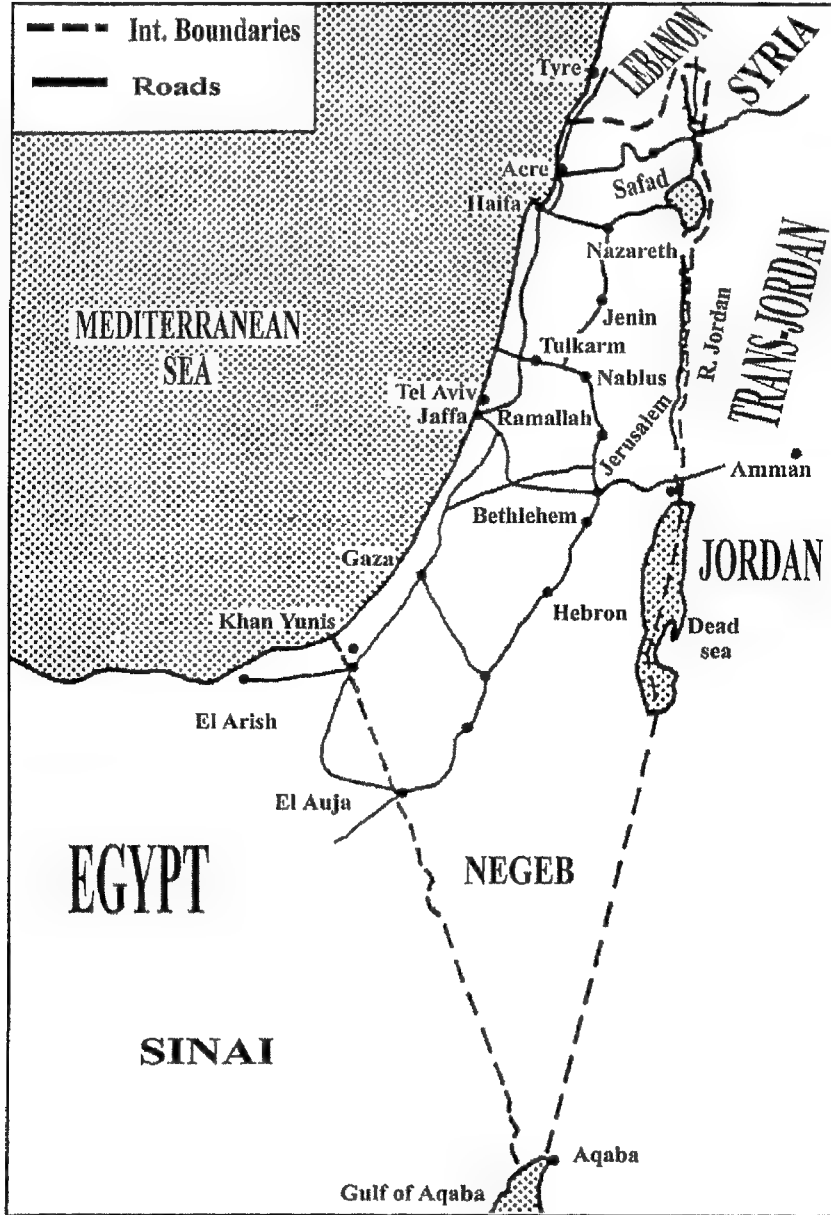 Int. Boundaries
Roads
Tyre
LEBANON
SYRIA
Acre
Safad
Haifa
Nazareth
MEDITERRANEAN
SEA
Jenin
R. Jordan
TRANS-JORDAN
Tulkarm
Nablus
Tel Aviv
Jaffa
Ramallah
Jerusalem
Amman
Bethlehem
Gaza
JORDAN
Hebron
Khan Yunis
Dead
sea
El Arish
El Auja
EGYPT
NEGEB
SINAI
Aqaba
Gulf of Aqaba